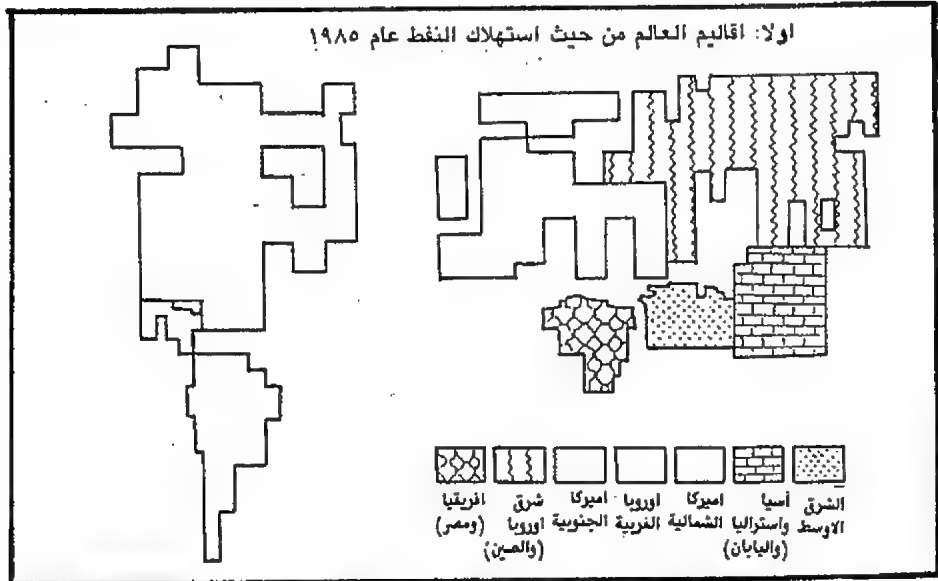 اولا: اقاليم العالم من حيث استهلاك النفط عام ١٩٨٥
الشرق الاوسط
أسيا واستراليا (واليابان)
اميركا الشمالية
اوروبا الغربية
اميركا الجنوبية
شرق اوروبا (والصين)
افريقيا (ومصر)